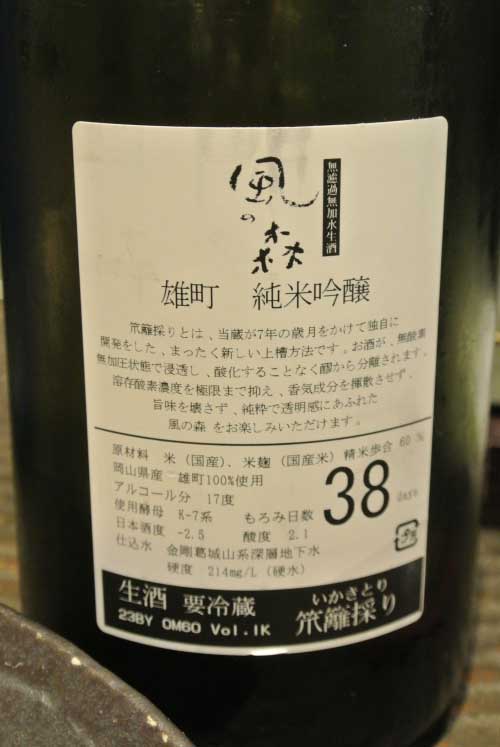 無濾過無加水生酒
風の森
雄町 純米吟醸
笊籬採りとは、当蔵が7年の歳月をかけて独自に
開発をした、まったく新しい上槽方法です。お酒が、無酸素
無加圧状態で浸透し、酸化することなく醪から分離されます。
溶存酸素濃度を極限まで抑え、香気成分を揮散させず、
旨味を壊さず、純粋で透明感にあふれた
風の森 をお楽しみいただけます。
原材料 米(国産)、米麹(国産米) 精米歩合 60 %
岡山県産 雄町100%使用
アルコール分 17度
使用酵母 K-7系 もろみ日数 38 days
日本酒度 -2.5 酸度 2.1
仕込水 金剛葛城山系深層地下水
硬度 214mg/L(硬水)
生酒 要冷蔵
23BY OM60 Vol.1K
いかきとり
笊籬採り